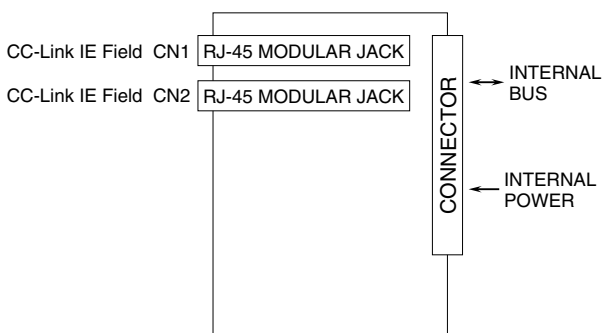 CC-Link IE Field CN1 RJ-45 MODULAR JACK
CC-Link IE Field CN2 RJ-45 MODULAR JACK
CONNECTOR
INTERNAL
BUS
INTERNAL
POWER